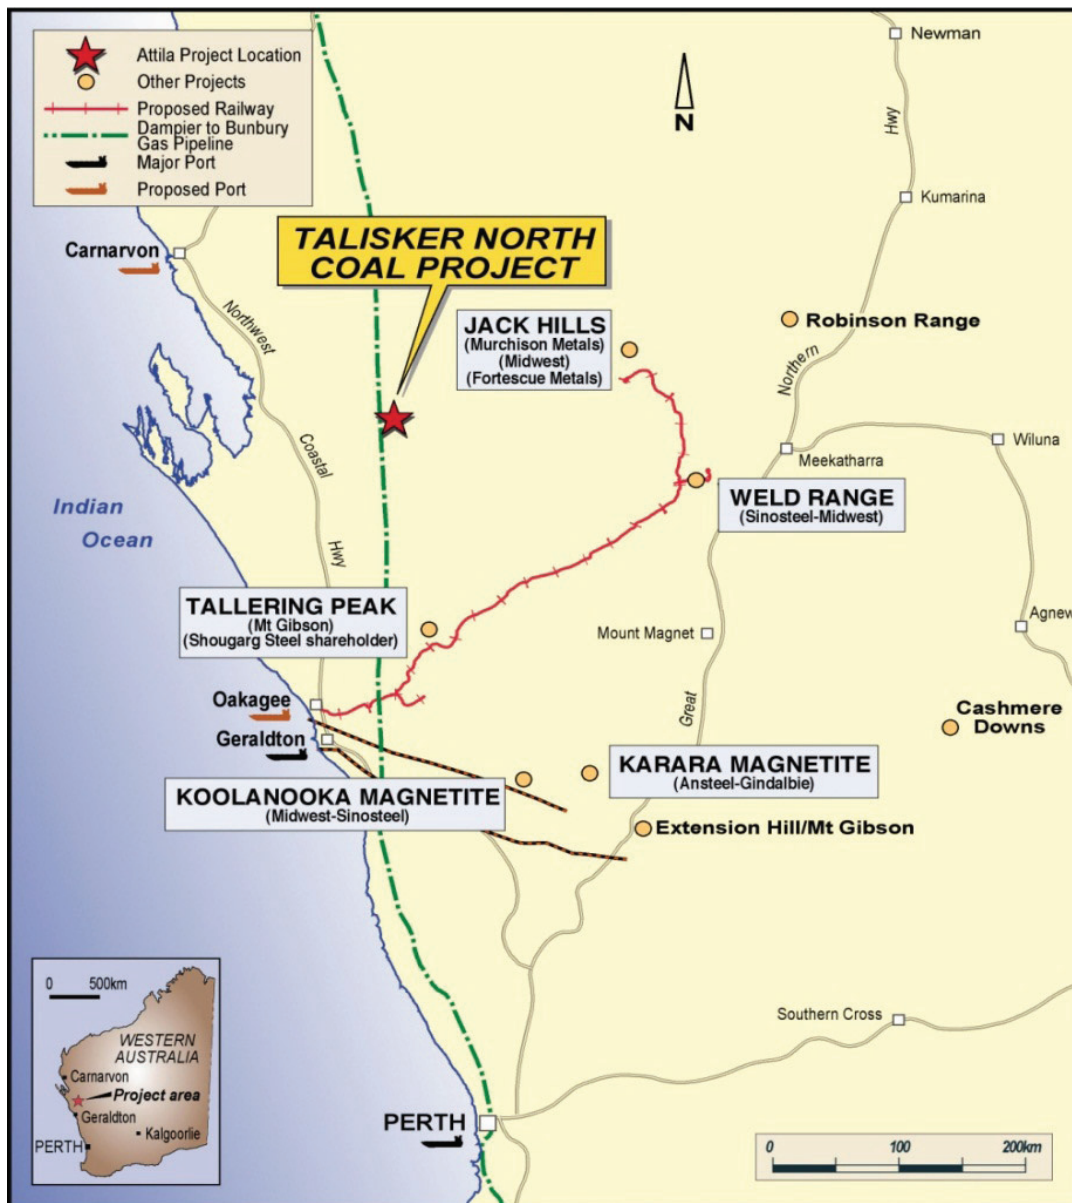 Attila Project Location
Other Projects
Proposed Railway
Dampier to Bunbury
Gas Pipeline
Major Port
Proposed Port
N
Newman
Hwy
Kumarina
Carnarvon
TALISKER NORTH
COAL PROJECT
Northwest
Coastal
Hwy
JACK HILLS
(Murchison Metals)
(Midwest)
(Fortescue Metals)
Robinson Range
Northern
Wiluna
Meekatharra
WELD RANGE
(Sinosteel-Midwest)
Indian
Ocean
TALLERING PEAK
(Mt Gibson)
(Shougarg Steel shareholder)
Mount Magnet
Agnew
Great
Oakagee
Geraldton
Cashmere
Downs
KARARA MAGNETITE
(Ansteel-Gindalbie)
KOOLANOOKA MAGNETITE
(Midwest-Sinosteel)
Extension Hill/Mt Gibson
0 500km
WESTERN
AUSTRALIA
Carnarvon
Project area
Geraldton
Kalgoorlie
PERTH
Southern Cross
PERTH
0 100 200km